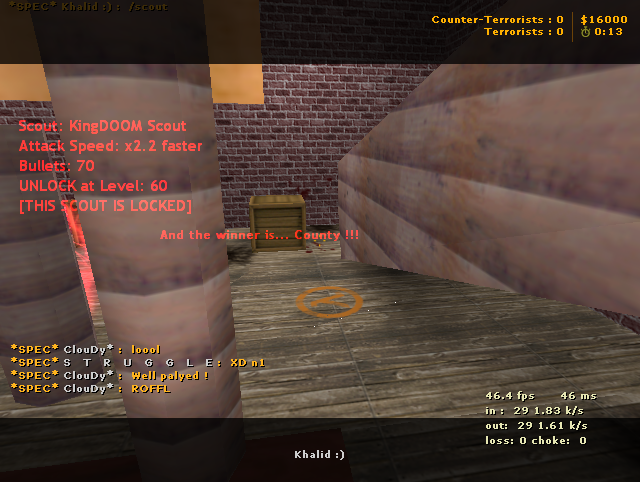 *SPEC* Khalid :) : /scout
Counter-Terrorists : 0
$16000
Terrorists : 0
0:13
Scout: KingDOOM Scout
Attack Speed: x2.2 faster
Bullets: 70
UNLOCK at Level: 60
[THIS SCOUT IS LOCKED]
And the winner is... County !!!
*SPEC* ClouDy* : loool
*SPEC* S T R U G G L E : XD n1
*SPEC* ClouDy* : Well palyed !
*SPEC* ClouDy* : ROFFL
46.4 fps 46 ms
in : 29 1.83 k/s
out: 29 1.61 k/s
loss: 0 choke: 0
Khalid :)